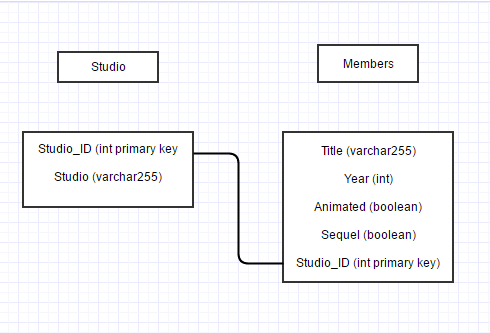 Studio
Members
Studio_ID (int primary key
Studio (varchar255)
Title (varchar255)
Year (int)
Animated (boolean)
Sequel (boolean)
Studio_ID (int primary key)